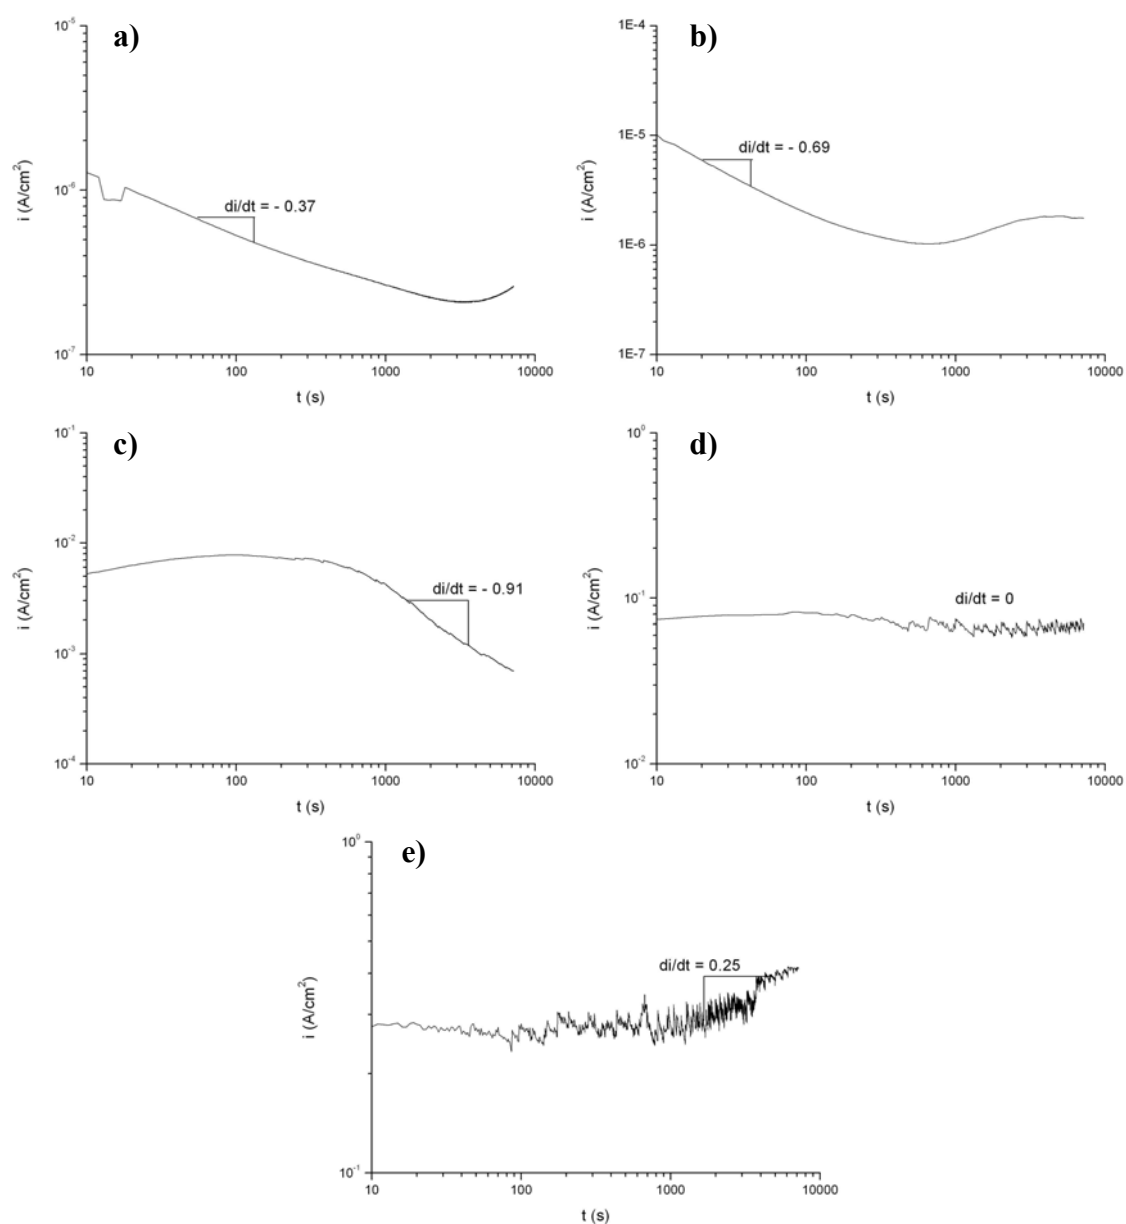 a)
10⁻⁵
10⁻⁶
10⁻⁷
i (A/cm²)
di/dt = - 0.37
10 100 1000 10000
t (s)
b)
1E-4
1E-5
1E-6
1E-7
i (A/cm²)
di/dt = - 0.69
10 100 1000 10000
t (s)
c)
10⁻¹
10⁻²
10⁻³
10⁻⁴
i (A/cm²)
di/dt = - 0.91
10 100 1000 10000
t (s)
d)
10⁰
10⁻¹
10⁻²
i (A/cm²)
di/dt = 0
10 100 1000 10000
t (s)
e)
10⁰
10⁻¹
i (A/cm²)
di/dt = 0.25
10 100 1000 10000
t (s)